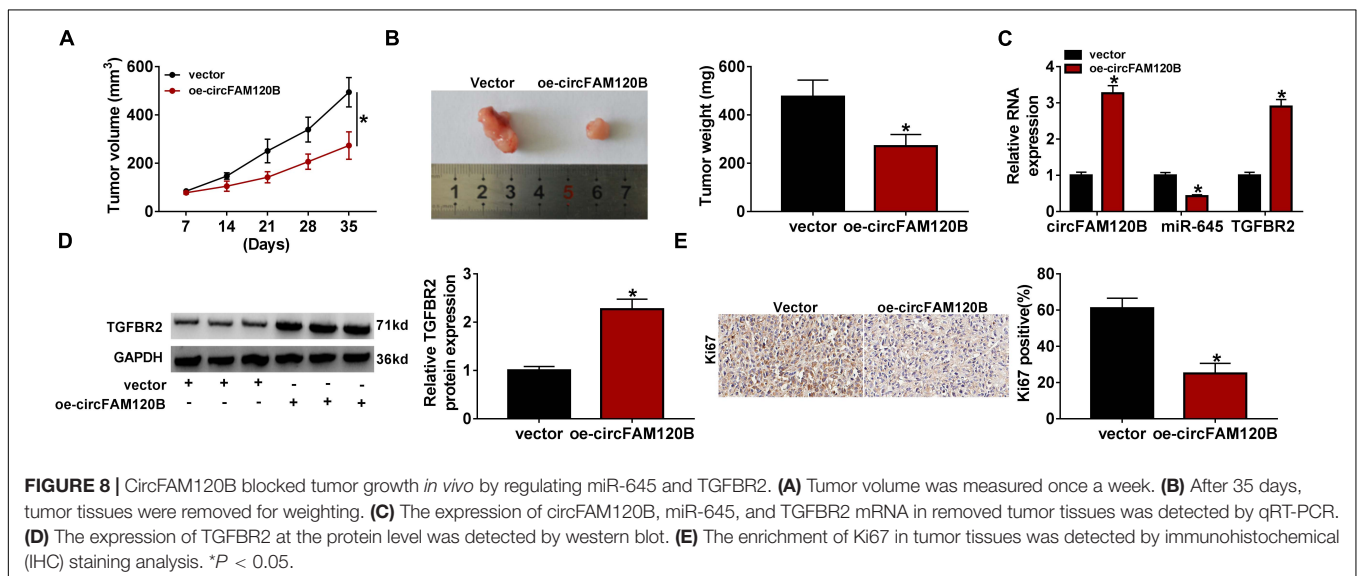 A
Tumor volume (mm³)
600
400
200
0
vector
oe-circFAM120B
*
7 14 21 28 35
(Days)
B
Vector oe-circFAM120B
1 2 3 4 5 6 7
Tumor weight (mg)
600
400
200
0
*
vector oe-circFAM120B
C
vector
oe-circFAM120B
Relative RNA
expression
4
3
2
1
0
* * *
circFAM120B miR-645 TGFBR2
D
TGFBR2 71kd
GAPDH 36kd
vector + + + - - -
oe-circFAM120B - - - + + +
Relative TGFBR2
protein expression
3
2
1
0
*
vector oe-circFAM120B
E
Vector oe-circFAM120B
Ki67
Ki67 positive(%)
80
60
40
20
0
*
vector oe-circFAM120B
FIGURE 8 | CircFAM120B blocked tumor growth in vivo by regulating miR-645 and TGFBR2. (A) Tumor volume was measured once a week. (B) After 35 days,
tumor tissues were removed for weighting. (C) The expression of circFAM120B, miR-645, and TGFBR2 mRNA in removed tumor tissues was detected by qRT-PCR.
(D) The expression of TGFBR2 at the protein level was detected by western blot. (E) The enrichment of Ki67 in tumor tissues was detected by immunohistochemical
(IHC) staining analysis. *P < 0.05.